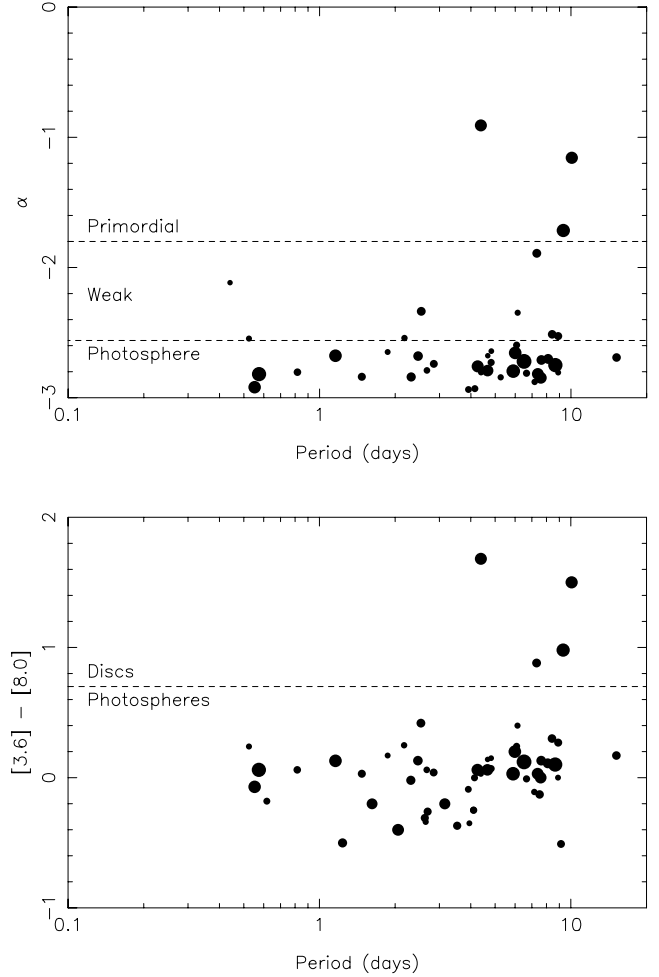 0
−1
−2
−3
α
Primordial
Weak
Photosphere
0.1
1
10
Period (days)
2
1
0
−1
[3.6] − [8.0]
Discs
Photospheres
0.1
1
10
Period (days)